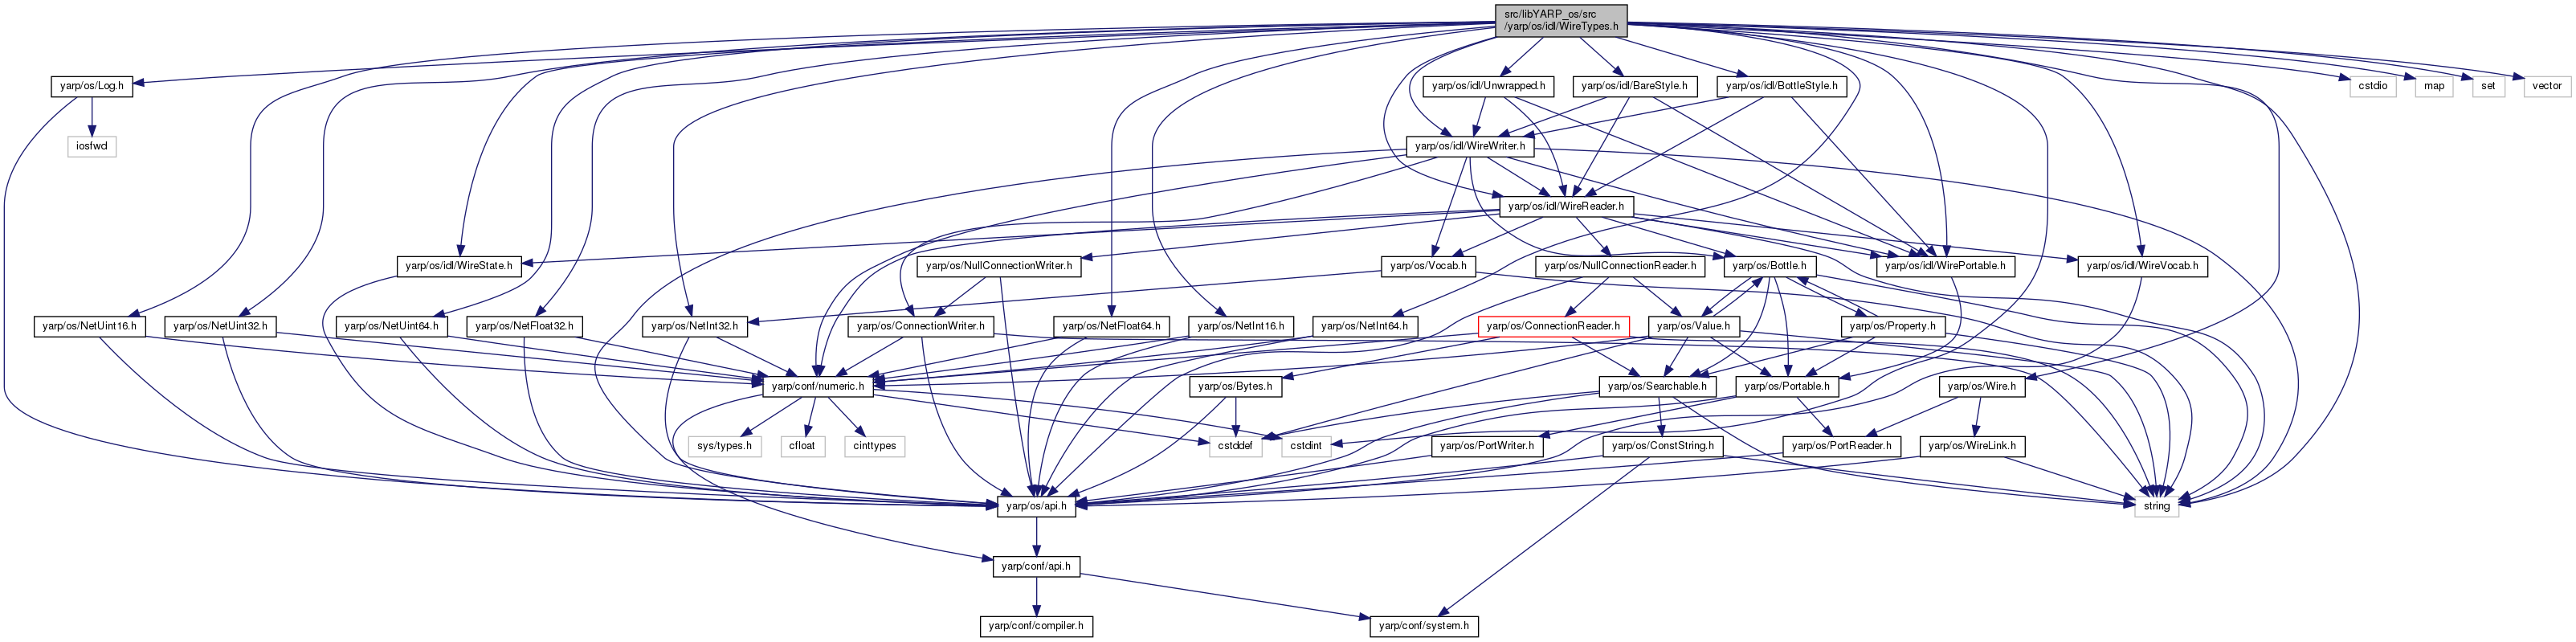 src/libYARP_os/src
/yarp/os/idl/WireTypes.h
yarp/os/Log.h
yarp/os/idl/Unwrapped.h
yarp/os/idl/BareStyle.h
yarp/os/idl/BottleStyle.h
cstdio
map
set
vector
iosfwd
yarp/os/idl/WireWriter.h
yarp/os/idl/WireReader.h
yarp/os/idl/WireState.h
yarp/os/NullConnectionWriter.h
yarp/os/Vocab.h
yarp/os/NullConnectionReader.h
yarp/os/Bottle.h
yarp/os/idl/WirePortable.h
yarp/os/idl/WireVocab.h
yarp/os/NetUint16.h
yarp/os/NetUint32.h
yarp/os/NetUint64.h
yarp/os/NetFloat32.h
yarp/os/NetInt32.h
yarp/os/ConnectionWriter.h
yarp/os/NetFloat64.h
yarp/os/NetInt16.h
yarp/os/NetInt64.h
yarp/os/ConnectionReader.h
yarp/os/Value.h
yarp/os/Property.h
yarp/conf/numeric.h
yarp/os/Bytes.h
yarp/os/Searchable.h
yarp/os/Portable.h
yarp/os/Wire.h
sys/types.h
cfloat
cinttypes
cstddef
cstdint
yarp/os/PortWriter.h
yarp/os/ConstString.h
yarp/os/PortReader.h
yarp/os/WireLink.h
yarp/os/api.h
string
yarp/conf/api.h
yarp/conf/compiler.h
yarp/conf/system.h